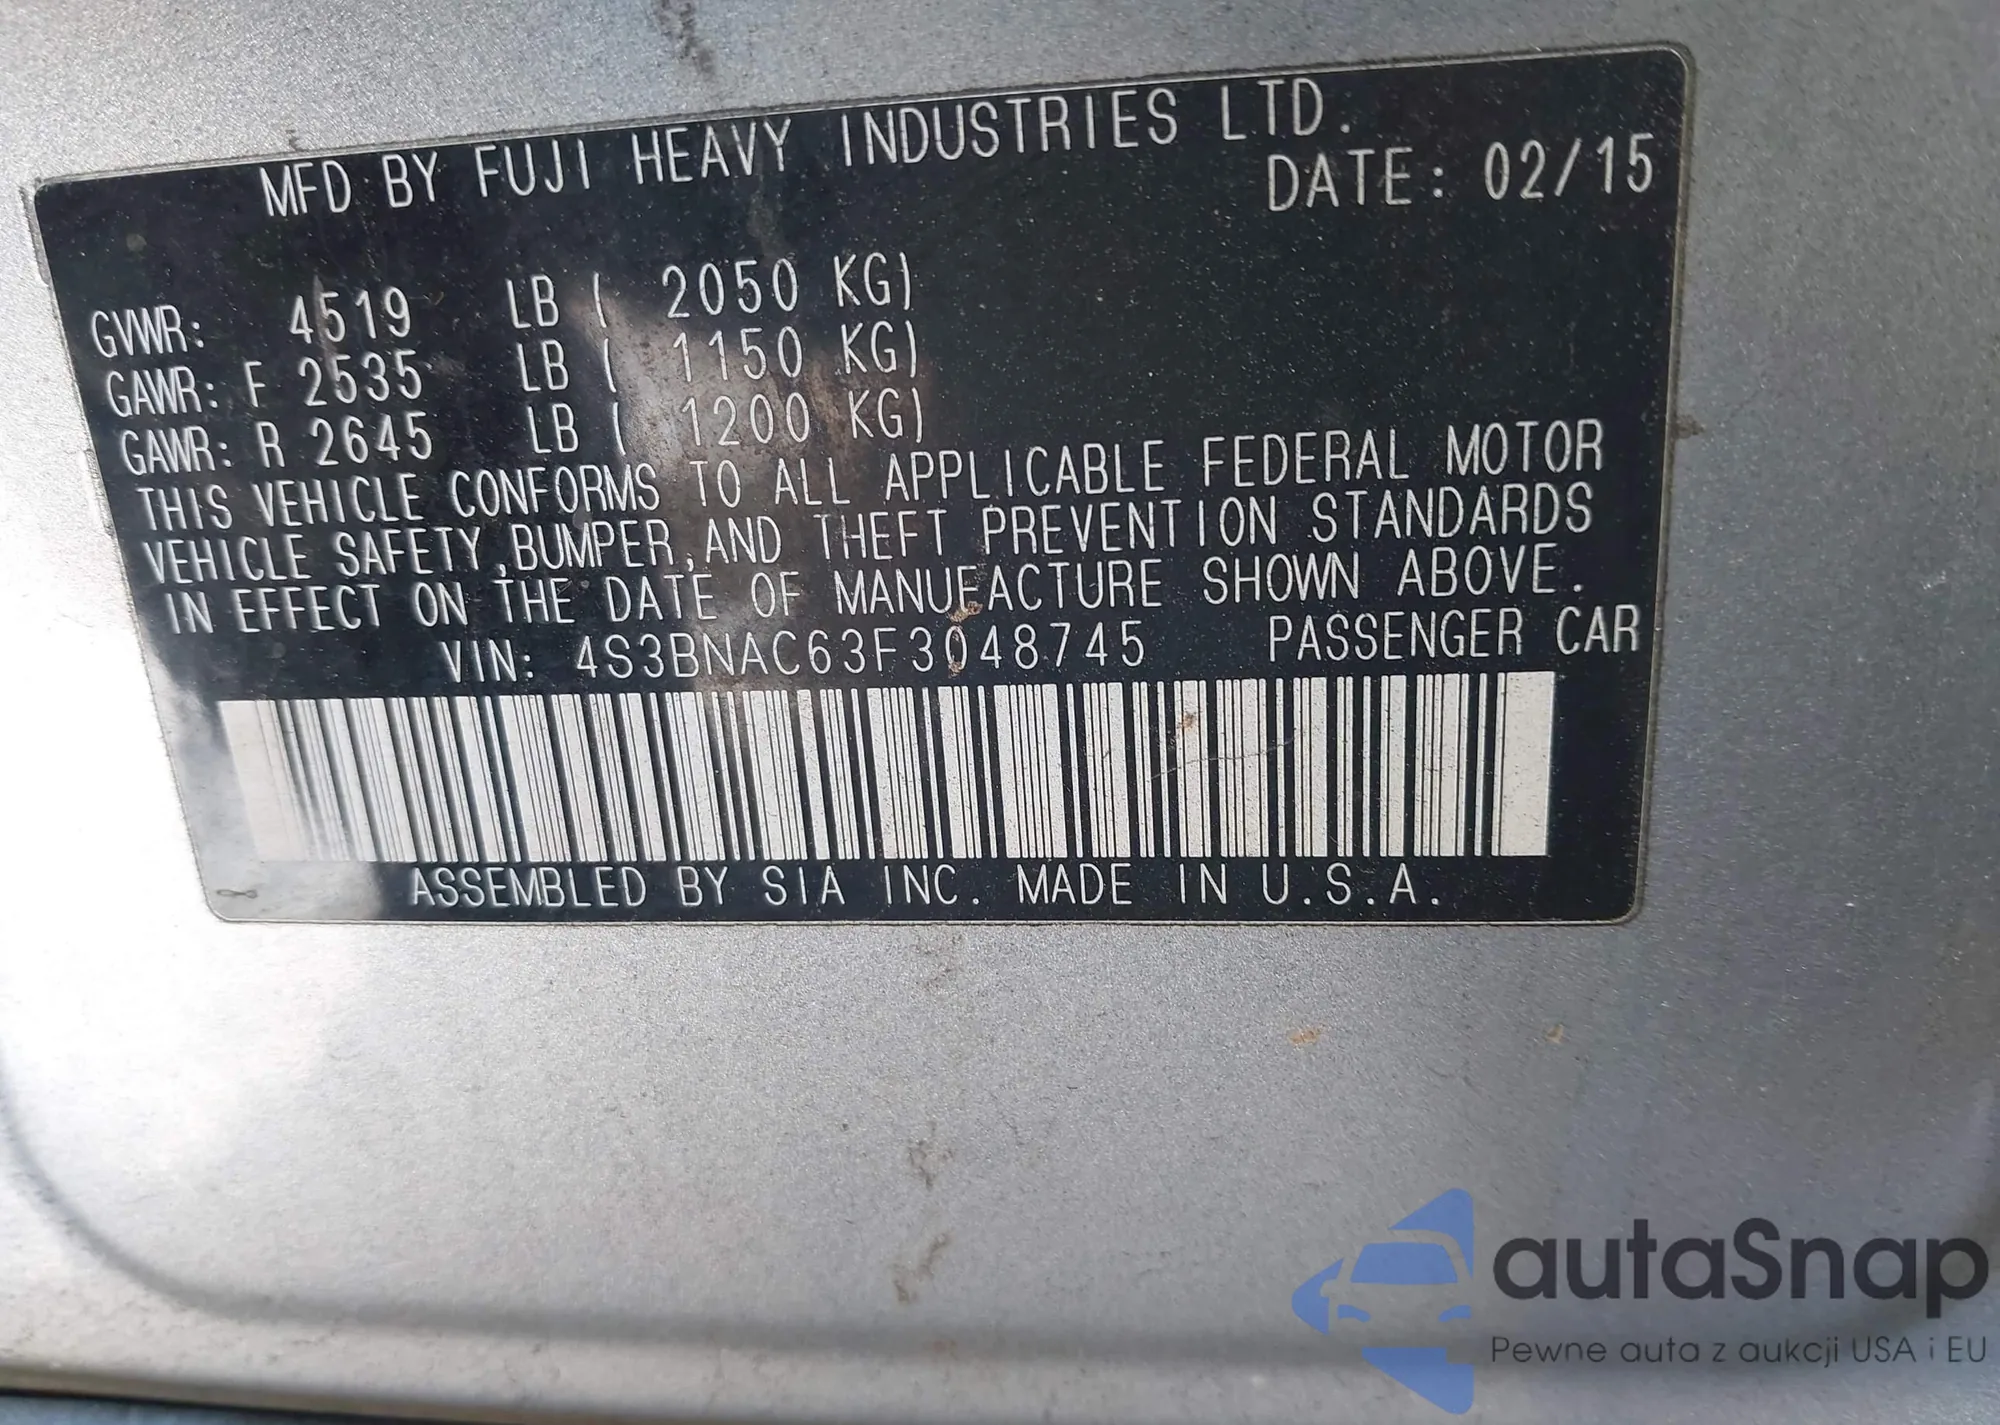 MFD BY FUJI HEAVY INDUSTRIES LTD.
DATE: 02/15
GVWR: 4519 LB ( 2050 KG)
GAWR: F 2535 LB ( 1150 KG)
GAWR: R 2645 LB ( 1200 KG)
THIS VEHICLE CONFORMS TO ALL APPLICABLE FEDERAL MOTOR
VEHICLE SAFETY,BUMPER,AND THEFT PREVENTION STANDARDS
IN EFFECT ON THE DATE OF MANUFACTURE SHOWN ABOVE.
VIN: 4S3BNAC63F3048745 PASSENGER CAR
ASSEMBLED BY SIA INC. MADE IN U.S.A.
autaSnap
Pewne auta z aukcji USA i EU